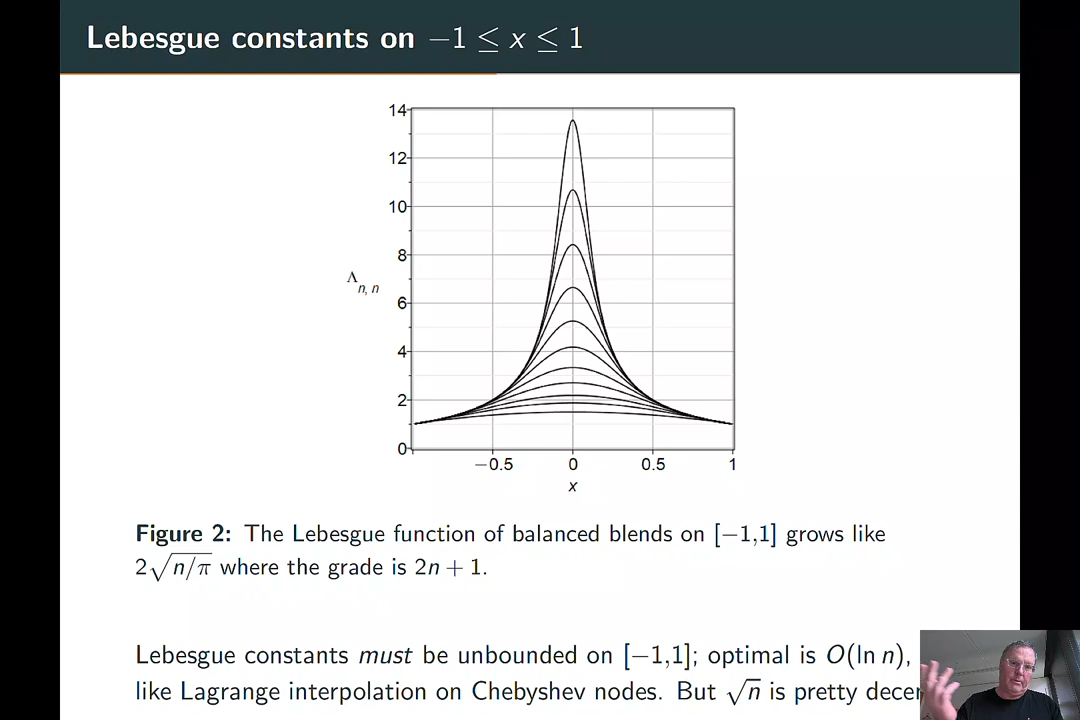 Lebesgue constants on −1 ≤ x ≤ 1
14
12
10
8
6
4
2
0
Λn, n
−0.5 0 0.5 1
x
Figure 2: The Lebesgue function of balanced blends on [−1,1] grows like
2√n/π where the grade is 2n + 1.
Lebesgue constants must be unbounded on [−1,1]; optimal is O(ln n),
like Lagrange interpolation on Chebyshev nodes. But √n is pretty